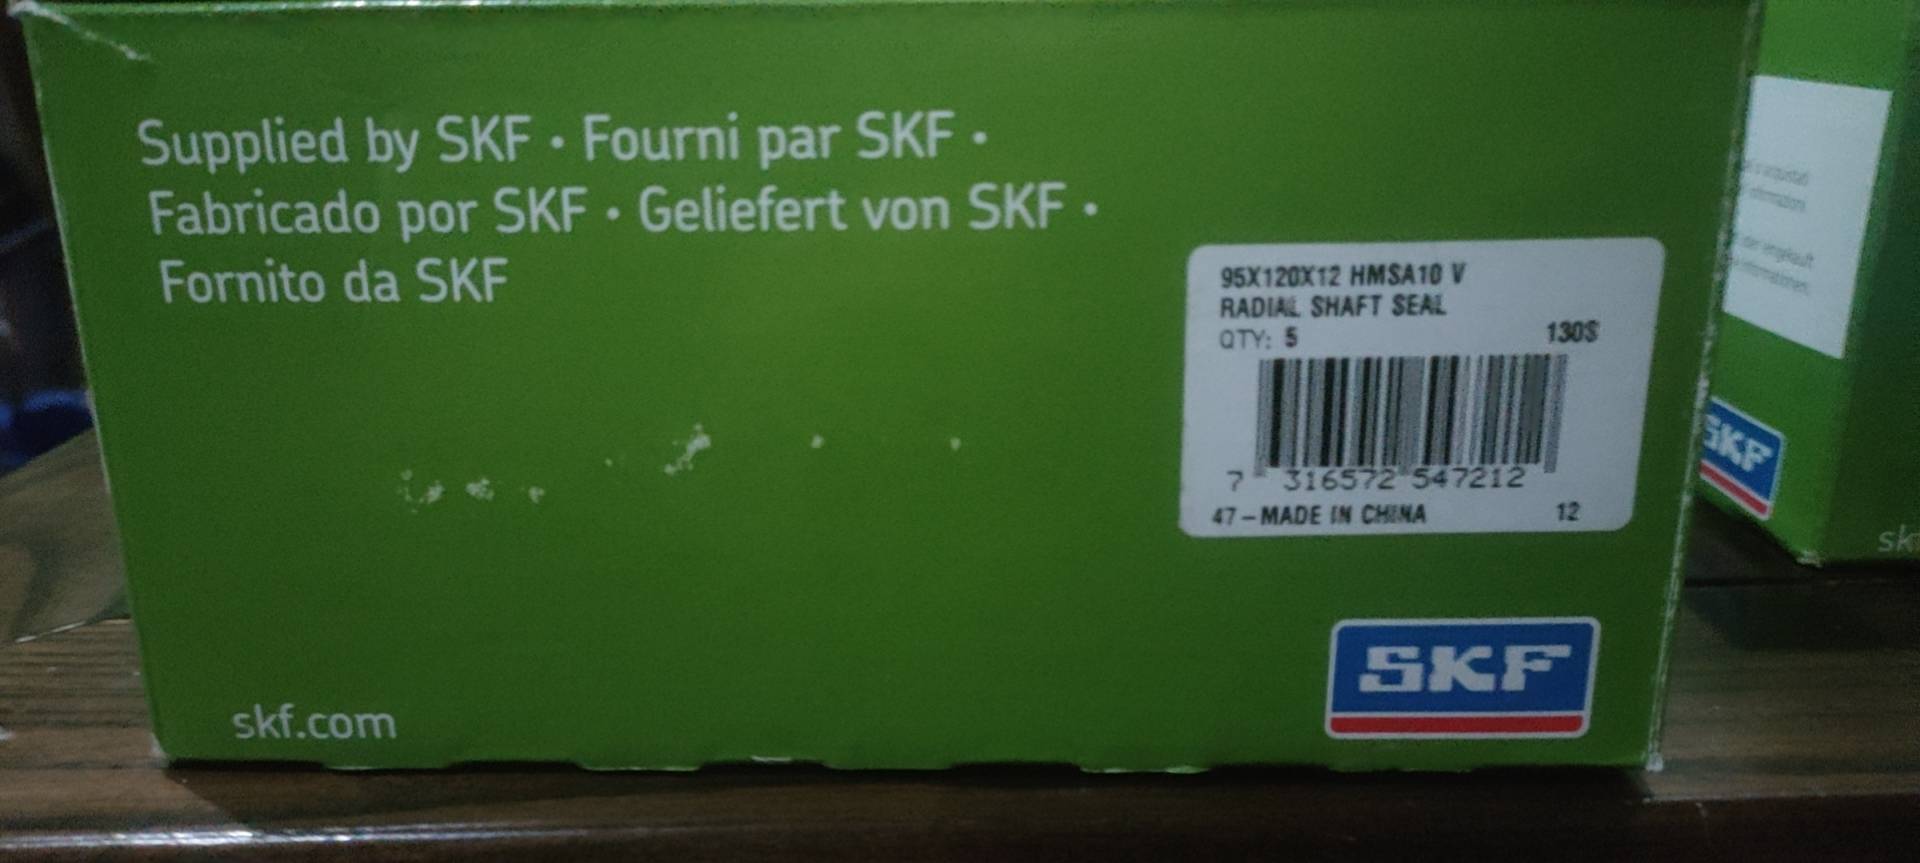 Supplied by SKF • Fourni par SKF •
Fabricado por SKF • Geliefert von SKF •
Fornito da SKF
95X120X12 HMSA10 V
RADIAL SHAFT SEAL
QTY: 5 130S
7 316572 547212
47-MADE IN CHINA 12
SKF
skf.com
SKF